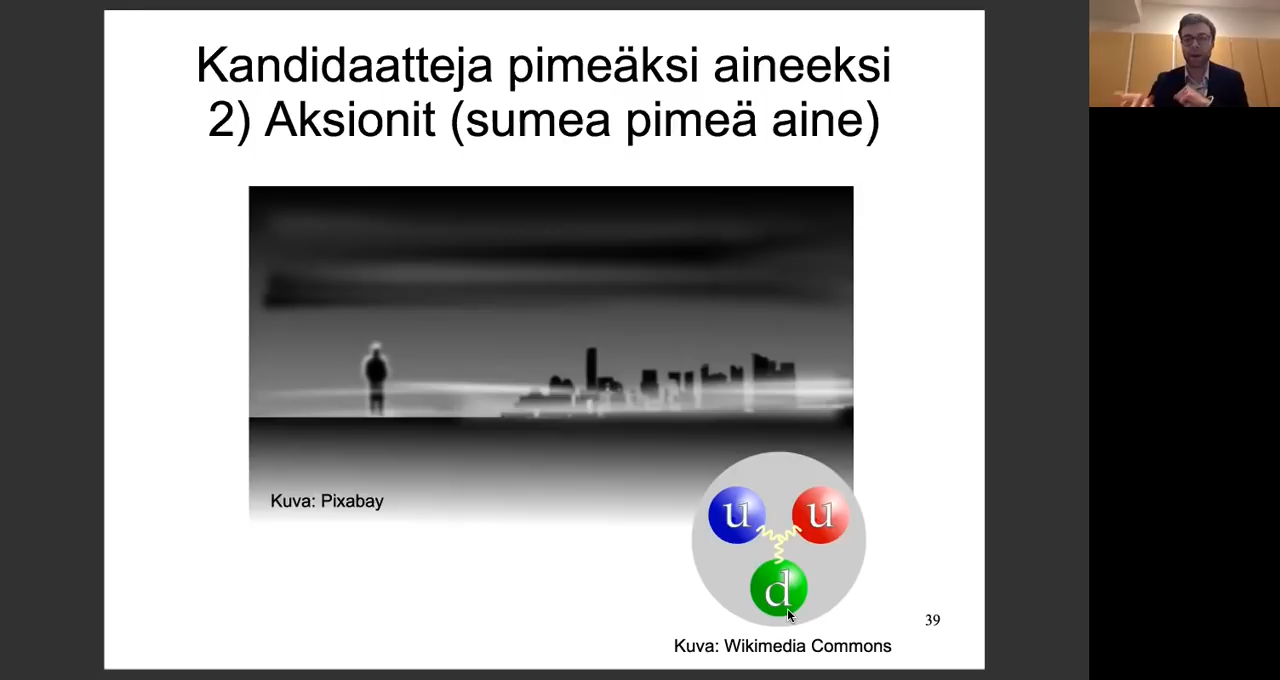 Kandidaatteja pimeäksi aineeksi
2) Aksionit (sumea pimeä aine)
Kuva: Pixabay
u u
d
39
Kuva: Wikimedia Commons